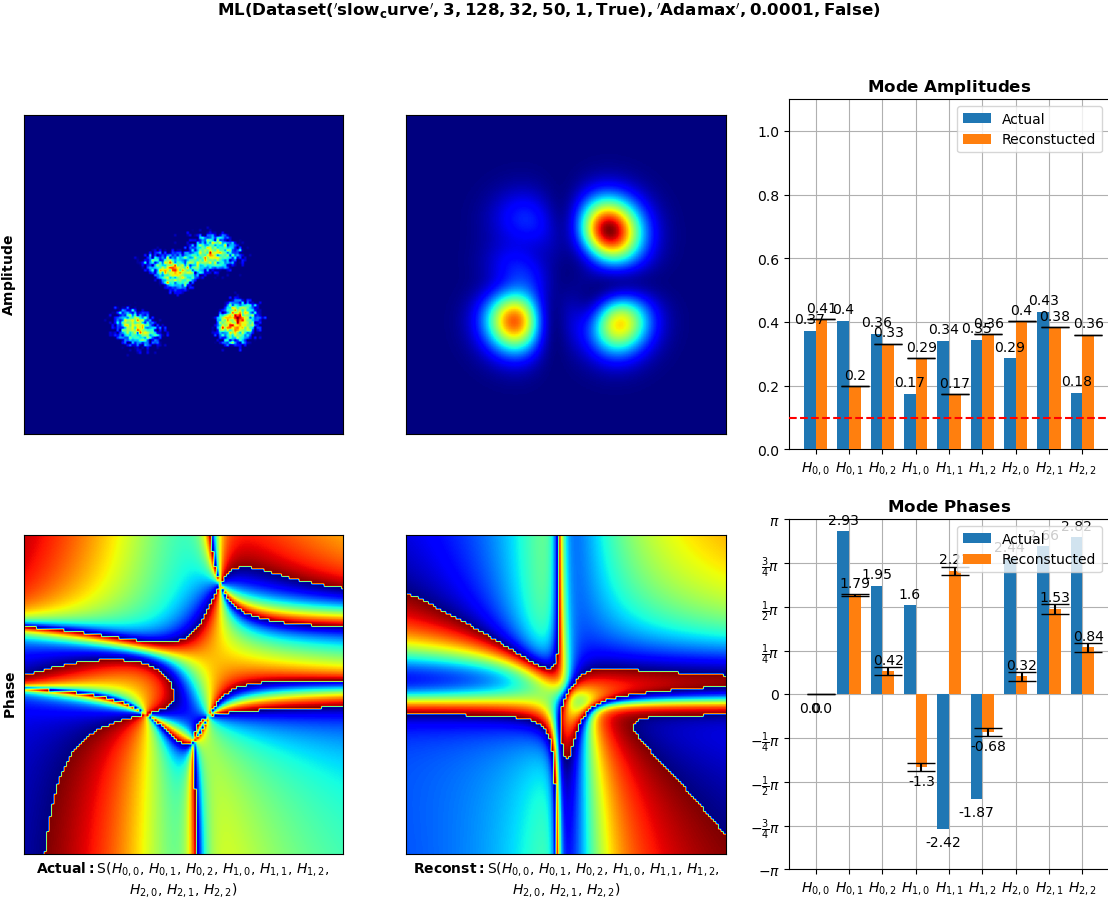 ML(Dataset('slow_curve', 3, 128, 32, 50, 1, True), 'Adamax', 0.0001, False)
Amplitude
Mode Amplitudes
Actual
Reconstucted
1.0
0.8
0.6
0.4
0.2
0.0
0.37 0.41 0.4 0.2 0.36 0.33 0.17 0.29 0.34 0.17 0.35 0.36 0.29 0.4 0.43 0.38 0.18 0.36
H0,0 H0,1 H0,2 H1,0 H1,1 H1,2 H2,0 H2,1 H2,2
Phase
Mode Phases
Actual
Reconstucted
π
3/4π
1/2π
1/4π
0
−1/4π
−1/2π
−3/4π
−π
0.0 0.0 2.93 1.79 1.95 0.42 1.6 -1.3 -2.42 2.2 -1.87 -0.68 2.44 0.32 2.66 1.53 2.82 0.84
H0,0 H0,1 H0,2 H1,0 H1,1 H1,2 H2,0 H2,1 H2,2
Actual: S(H0,0, H0,1, H0,2, H1,0, H1,1, H1,2,
H2,0, H2,1, H2,2)
Reconst: S(H0,0, H0,1, H0,2, H1,0, H1,1, H1,2,
H2,0, H2,1, H2,2)